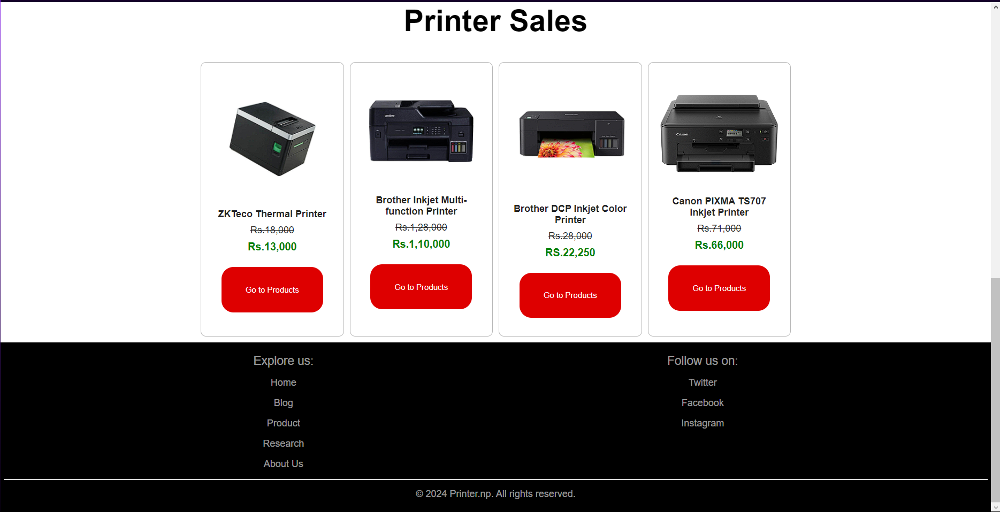 Printer Sales
brother
Canon
ZKTeco Thermal Printer
Rs.18,000
Rs.13,000
Go to Products
Brother Inkjet Multi-
function Printer
Rs.1,28,000
Rs.1,10,000
Go to Products
Brother DCP Inkjet Color
Printer
Rs.28,000
RS.22,250
Go to Products
Canon PIXMA TS707
Inkjet Printer
Rs.71,000
Rs.66,000
Go to Products
Explore us:
Home
Blog
Product
Research
About Us
Follow us on:
Twitter
Facebook
Instagram
© 2024 Printer.np. All rights reserved.